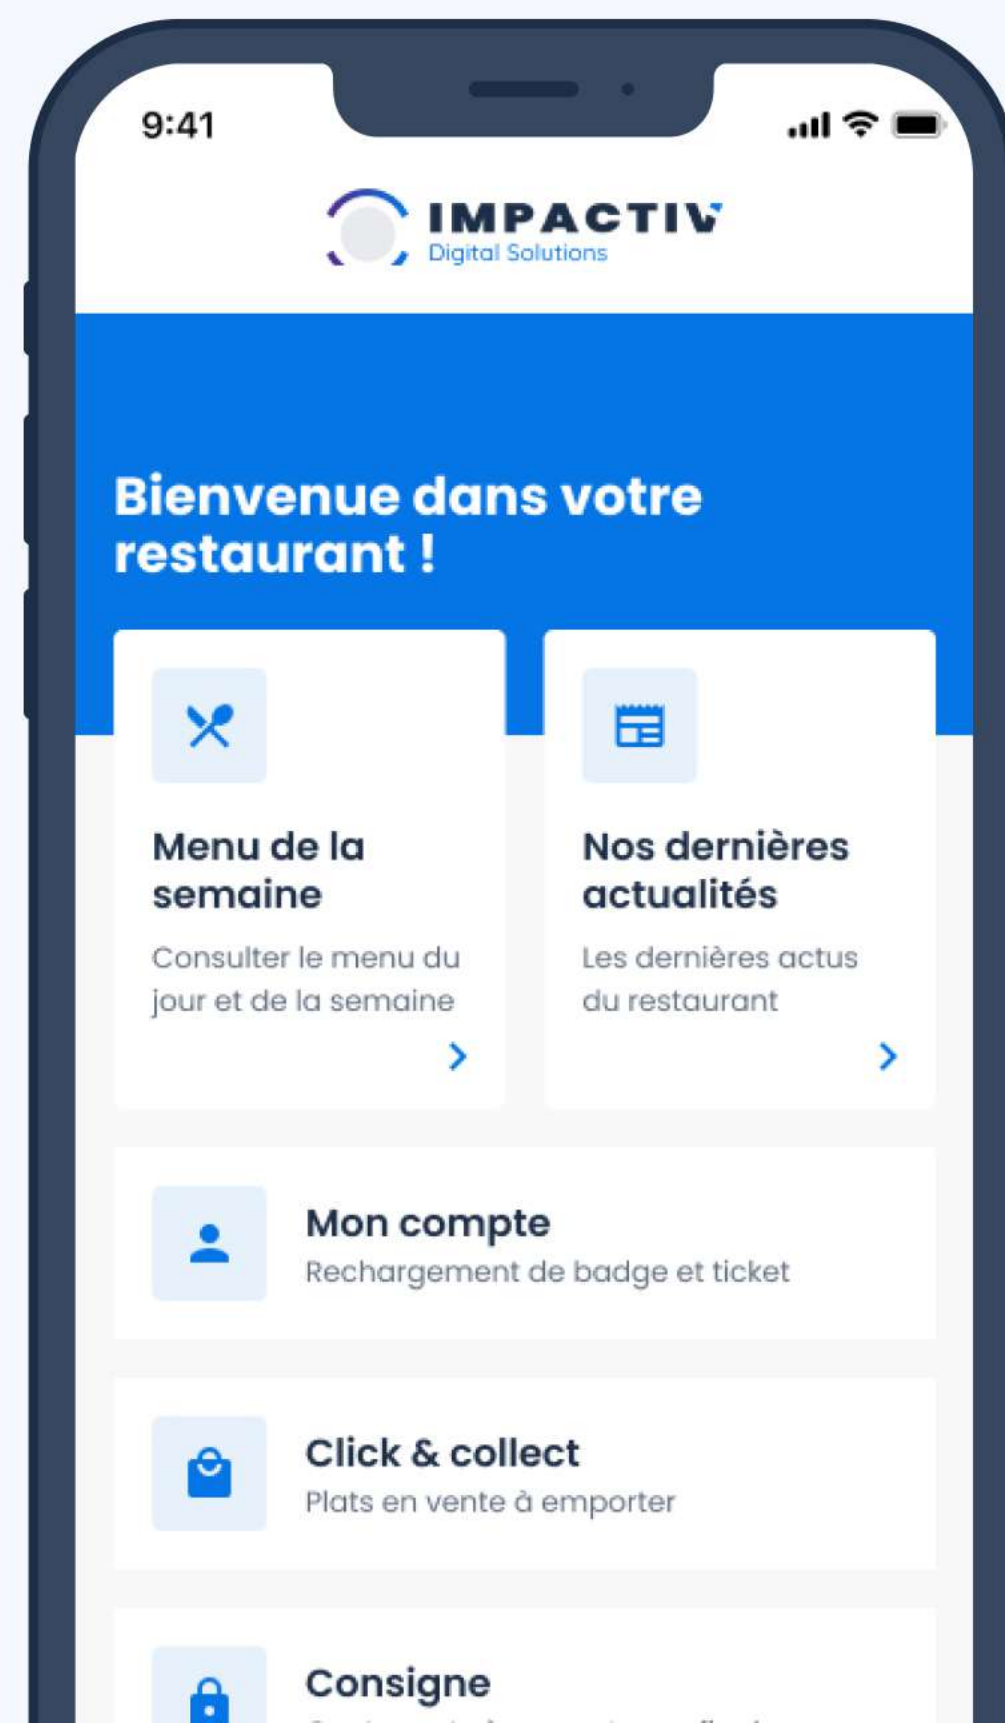 9:41
IMPACTIV
Digital Solutions
Bienvenue dans votre
restaurant !
Menu de la
semaine
Consulter le menu du
jour et de la semaine
Nos dernières
actualités
Les dernières actus
du restaurant
Mon compte
Rechargement de badge et ticket
Click & collect
Plats en vente à emporter
Consigne